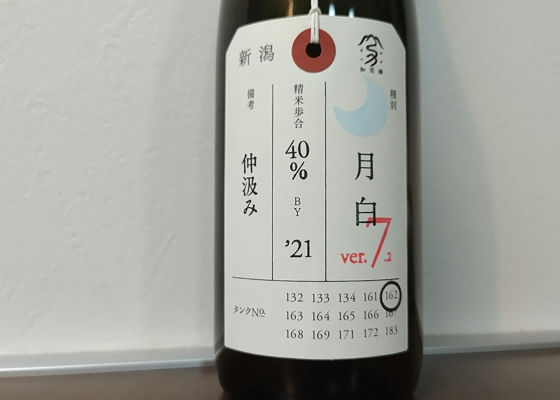 新潟
加茂錦
種別
月白
ver.7.2
精米歩合
40
%
BY
'21
備考
仲汲み
タンクNo.
132 133 134 161 162
163 164 165 166 167
168 169 171 172 183